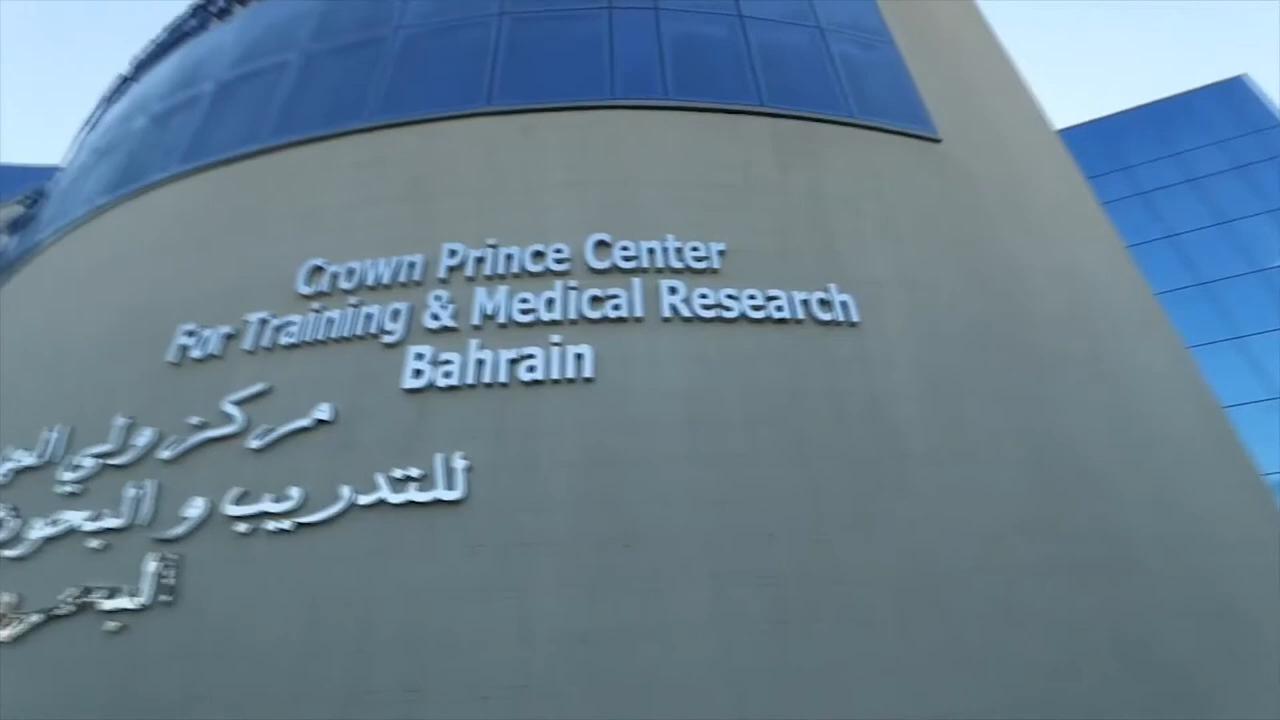 Crown Prince Center
For Training & Medical Research
Bahrain
مركز ولي
للتدريب و